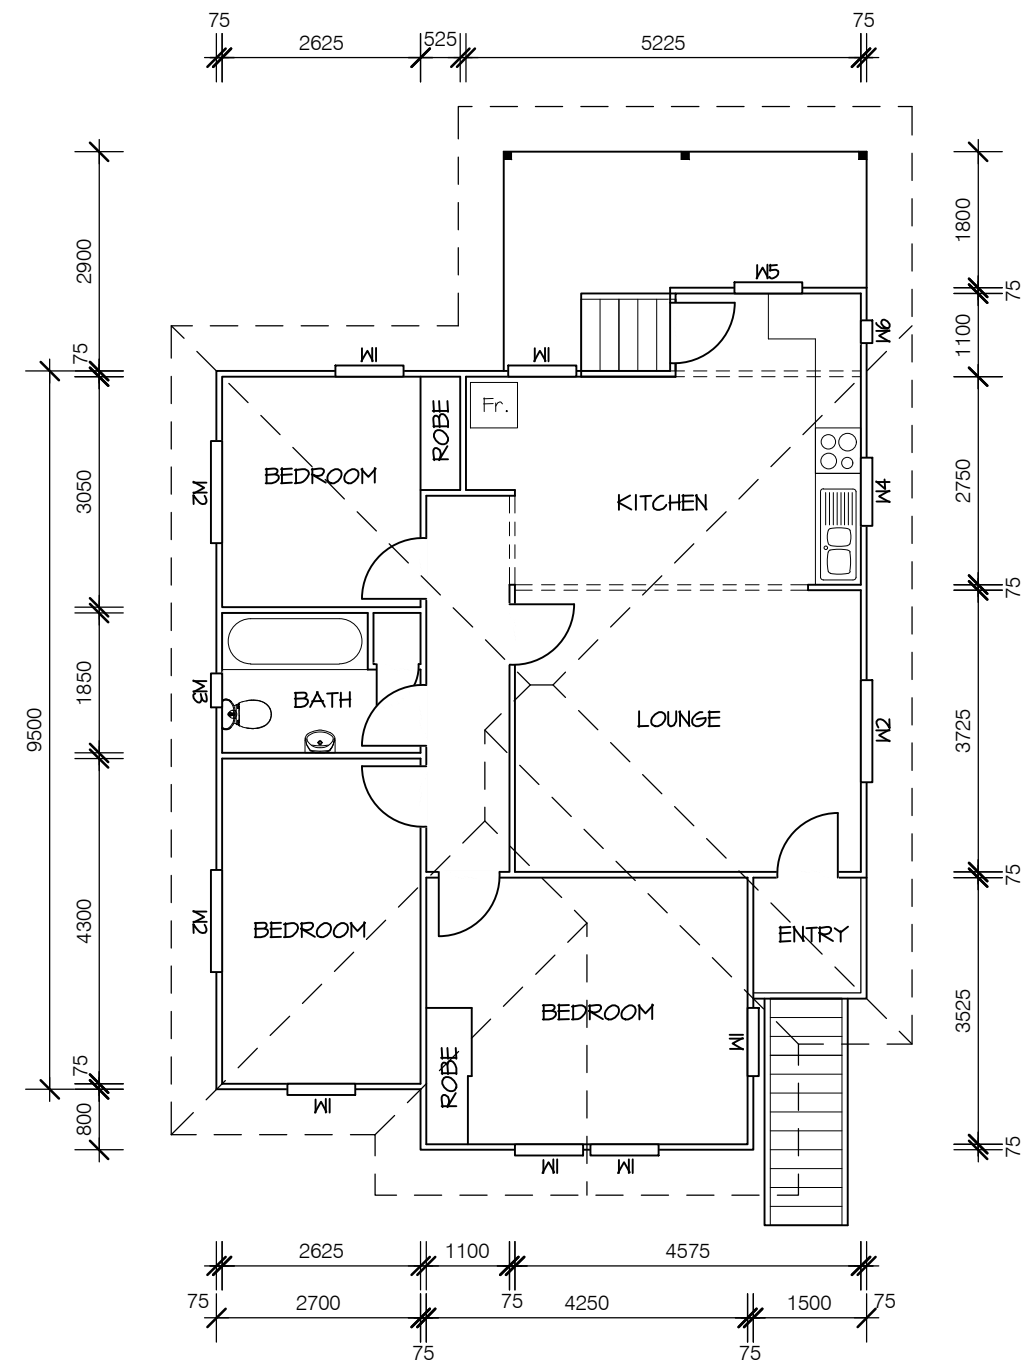 75
75
2625
525
5225
2900
1800
75
W5
W6
1100
75
W1
W1
Fr.
ROBE
BEDROOM
W2
3050
KITCHEN
W4
2750
75
W3
1850
BATH
LOUNGE
W2
3725
9500
75
W2
4300
BEDROOM
ENTRY
BEDROOM
W1
3525
75
ROBE
W1
800
75
W1
W1
2625
1100
4575
75
2700
75
4250
1500
75
75
75